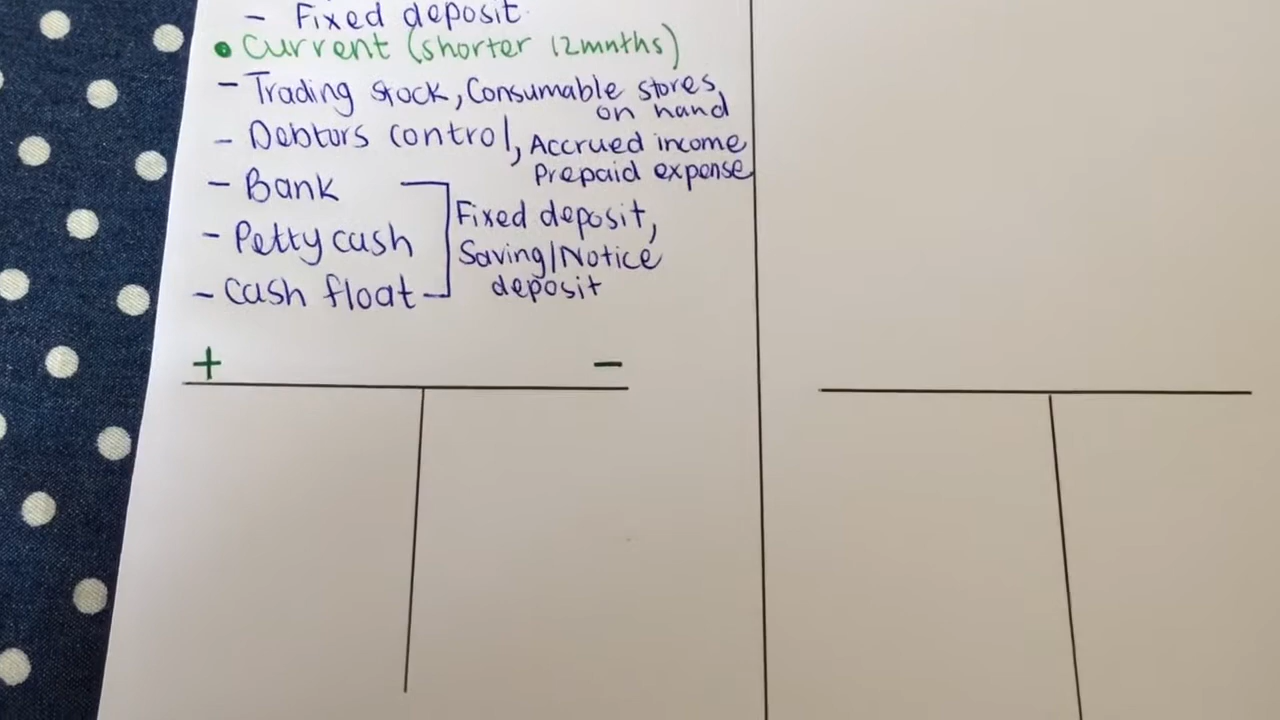 - Fixed deposit
• Current (shorter 12mnths)
- Trading stock, Consumable stores
on hand
- Debtors control, Accrued income
Prepaid expense
- Bank
Fixed deposit,
- Petty cash
Saving/Notice
- Cash float
deposit
+ -